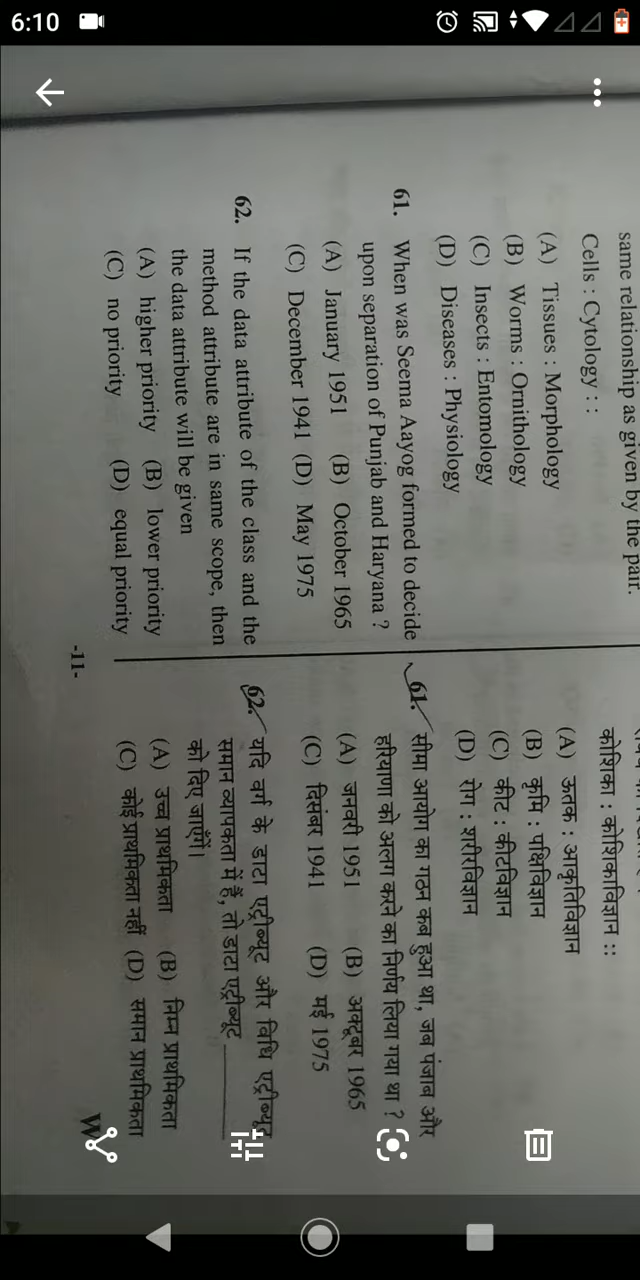 6:10
same relationship as given by the pair.
Cells : Cytology : :
(A) Tissues : Morphology
(B) Worms : Ornithology
(C) Insects : Entomology
(D) Diseases : Physiology
61. When was Seema Aayog formed to decide
upon separation of Punjab and Haryana ?
(A) January 1951 (B) October 1965
(C) December 1941 (D) May 1975
62. If the data attribute of the class and the
method attribute are in same scope, then
the data attribute will be given
(A) higher priority (B) lower priority
(C) no priority (D) equal priority
कोशिका : कोशिकाविज्ञान ::
(A) ऊतक : आकृतिविज्ञान
(B) कृमि : पक्षिविज्ञान
(C) कीट : कीटविज्ञान
(D) रोग : शरीरविज्ञान
61. सीमा आयोग का गठन कब हुआ था, जब पंजाब और
हरियाणा को अलग करने का निर्णय लिया गया था ?
(A) जनवरी 1951 (B) अक्टूबर 1965
(C) दिसंबर 1941 (D) मई 1975
62. यदि वर्ग के डाटा एट्रीब्यूट और विधि एट्रीब्यूट
समान व्यापकता में हैं, तो डाटा एट्रीब्यूट ________
को दिए जाएँगें।
(A) उच्च प्राथमिकता (B) निम्न प्राथमिकता
(C) कोई प्राथमिकता नहीं (D) समान प्राथमिकता
-11-
W